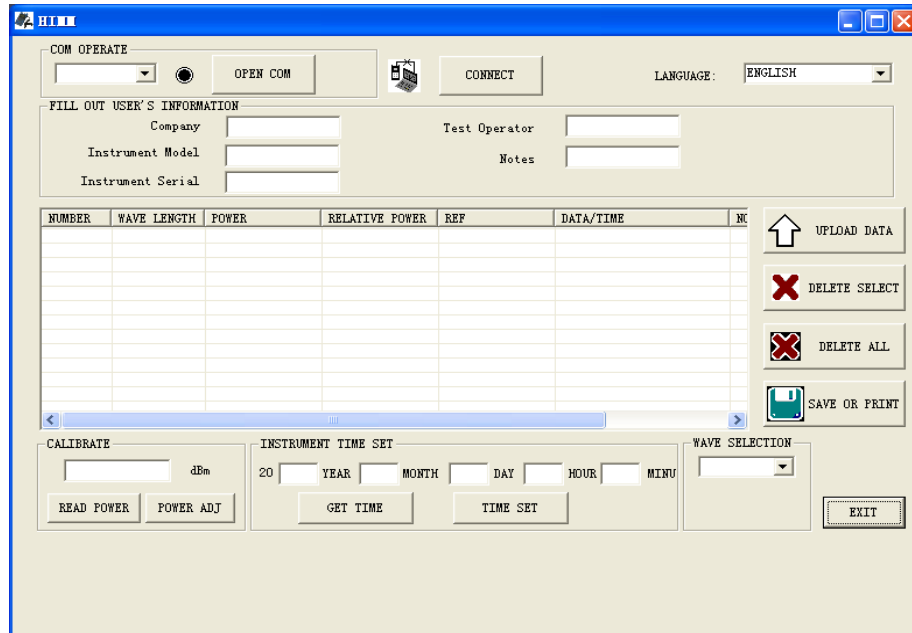 COM OPERATE
OPEN COM
CONNECT
LANGUAGE:
ENGLISH
FILL OUT USER'S INFORMATION
Company
Test Operator
Instrument Model
Notes
Instrument Serial
NUMBER WAVE LENGTH POWER RELATIVE POWER REF DATA/TIME
UPLOAD DATA
DELETE SELECT
DELETE ALL
SAVE OR PRINT
CALIBRATE
dBm
READ POWER POWER ADJ
INSTRUMENT TIME SET
20 YEAR MONTH DAY HOUR MINU
GET TIME TIME SET
WAVE SELECTION
EXIT